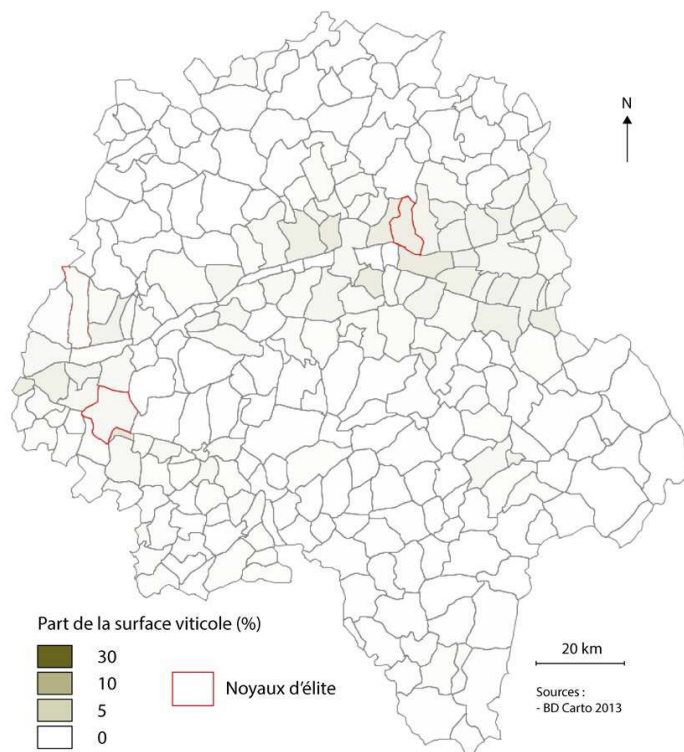 N
Part de la surface viticole (%)
30
10
5
0
Noyaux d'élite
20 km
Sources :
- BD Carto 2013